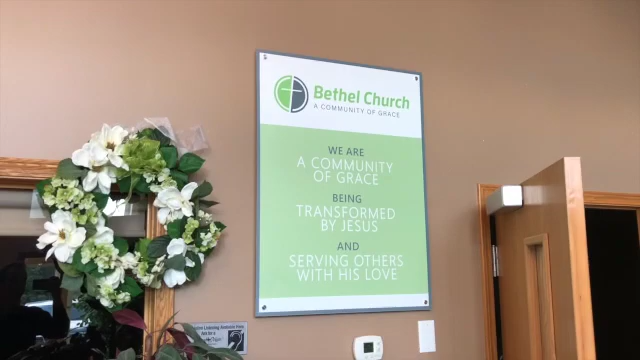 Bethel Church
A COMMUNITY OF GRACE
WE ARE
A COMMUNITY
OF GRACE
BEING
TRANSFORMED
BY JESUS
AND
SERVING OTHERS
WITH HIS LOVE
Listening